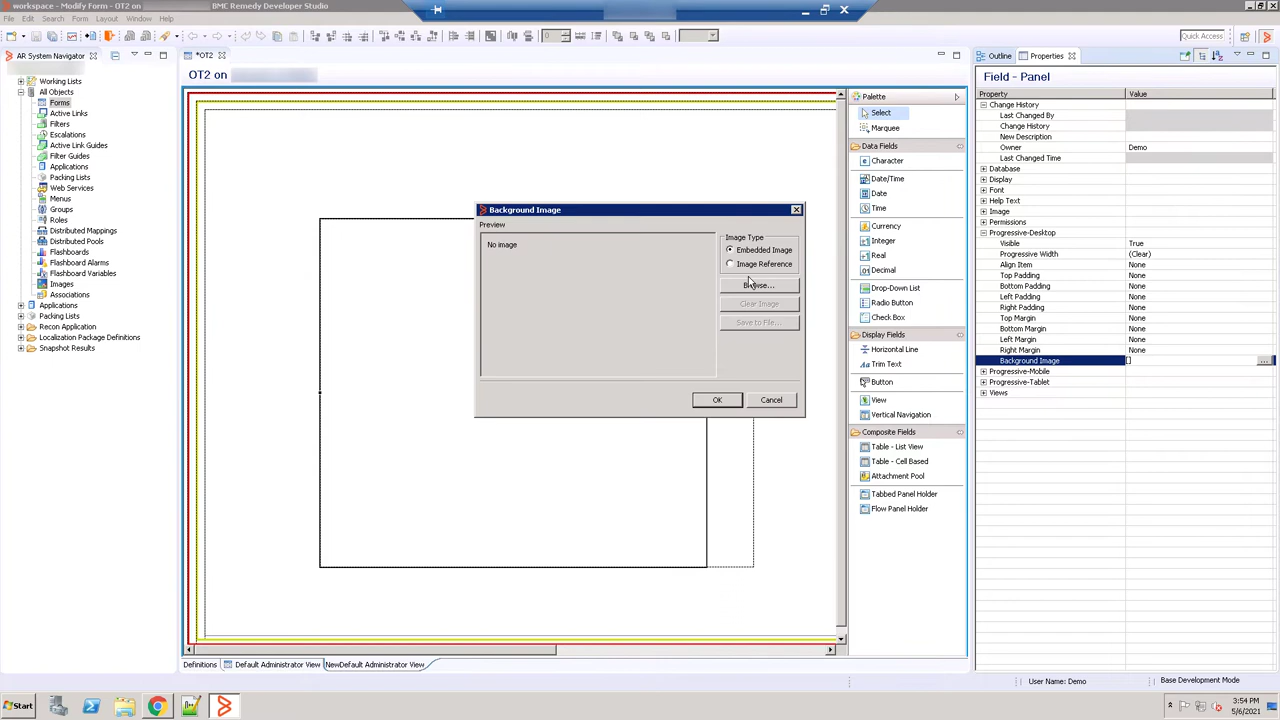 workspace - Modify Form - OT2 on BMC Remedy Developer Studio
File Edit Search Form Layout Window Help
Quick Access
AR System Navigator
Working Lists
All Objects
Forms
Active Links
Filters
Escalations
Active Link Guides
Filter Guides
Applications
Packing Lists
Web Services
Menus
Groups
Roles
Distributed Mappings
Distributed Pools
Flashboards
Flashboard Alarms
Flashboard Variables
Images
Associations
Applications
Packing Lists
Recon Application
Localization Package Definitions
Snapshot Results
*OT2
OT2 on
Background Image
Preview
No image
Image Type
Embedded Image
Image Reference
Browse...
Clear Image
Save to File...
OK Cancel
Definitions Default Administrator View NewDefault Administrator View
Palette
Select
Marquee
Data Fields
Character
Date/Time
Date
Time
Currency
Integer
Real
Decimal
Drop-Down List
Radio Button
Check Box
Display Fields
Horizontal Line
Trim Text
Button
View
Vertical Navigation
Composite Fields
Table - List View
Table - Cell Based
Attachment Pool
Tabbed Panel Holder
Flow Panel Holder
Outline Properties
Field - Panel
Property Value
Change History
Last Changed By
Change History
New Description
Owner Demo
Last Changed Time
Database
Display
Font
Help Text
Image
Permissions
Progressive-Desktop
Visible True
Progressive Width (Clear)
Align Item None
Top Padding None
Bottom Padding None
Left Padding None
Right Padding None
Top Margin None
Bottom Margin None
Left Margin None
Right Margin None
Background Image [] ...
Progressive-Mobile
Progressive-Tablet
Views
User Name: Demo Base Development Mode
Start
3:54 PM
5/6/2021